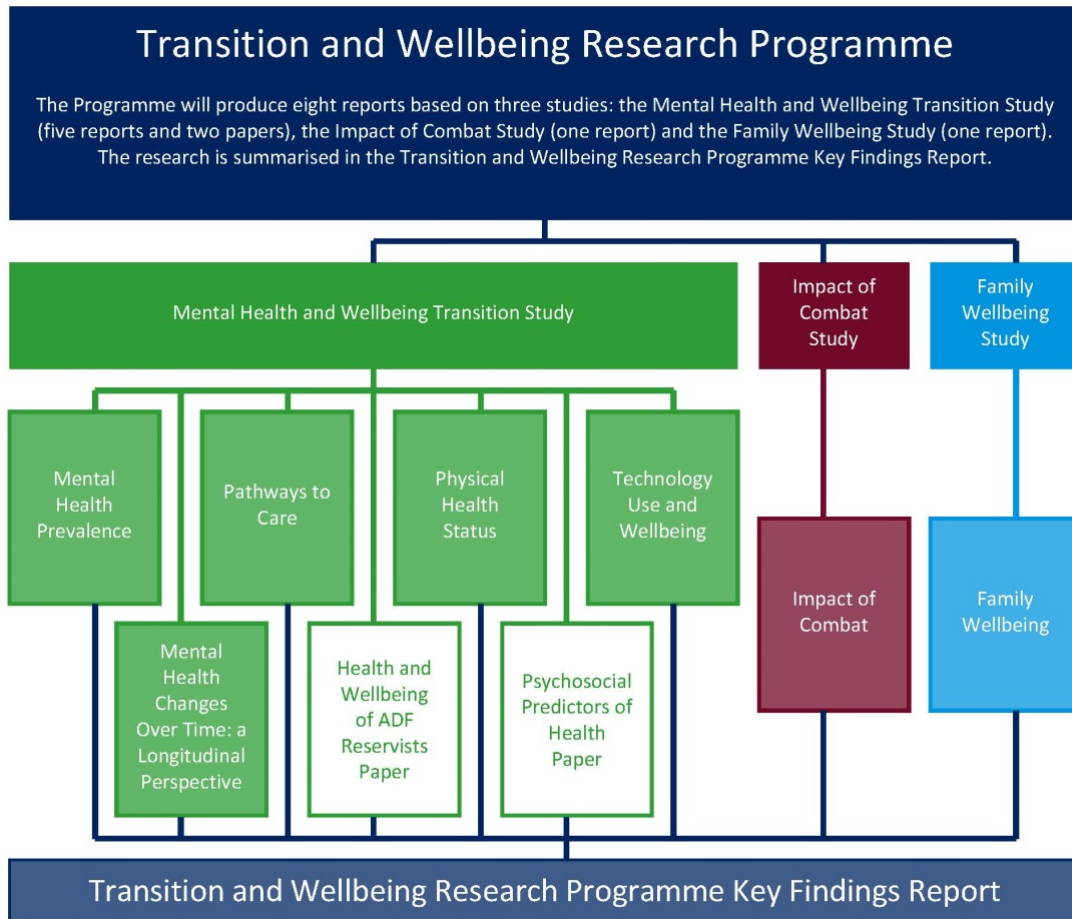 Transition and Wellbeing Research Programme
The Programme will produce eight reports based on three studies: the Mental Health and Wellbeing Transition Study
(five reports and two papers), the Impact of Combat Study (one report) and the Family Wellbeing Study (one report).
The research is summarised in the Transition and Wellbeing Research Programme Key Findings Report.
Mental Health and Wellbeing Transition Study
Impact of
Combat
Study
Family
Wellbeing
Study
Mental
Health
Prevalence
Pathways to
Care
Physical
Health
Status
Technology
Use and
Wellbeing
Impact of
Combat
Family
Wellbeing
Mental
Health
Changes
Over Time: a
Longitudinal
Perspective
Health and
Wellbeing
of ADF
Reservists
Paper
Psychosocial
Predictors of
Health
Paper
Transition and Wellbeing Research Programme Key Findings Report